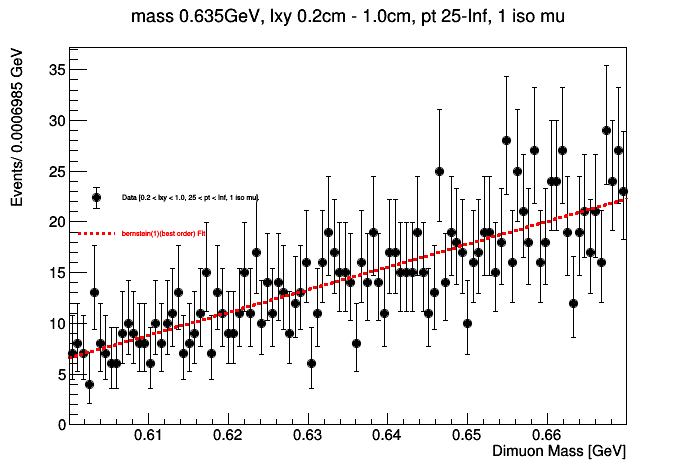 mass 0.635GeV, lxy 0.2cm - 1.0cm, pt 25-Inf, 1 iso mu
Events/ 0.0006985 GeV
35
30
25
20
15
10
5
0
Data [0.2 < lxy < 1.0, 25 < pt < Inf, 1 iso mu]
bernstein(1)(best order) Fit
0.61 0.62 0.63 0.64 0.65 0.66
Dimuon Mass [GeV]